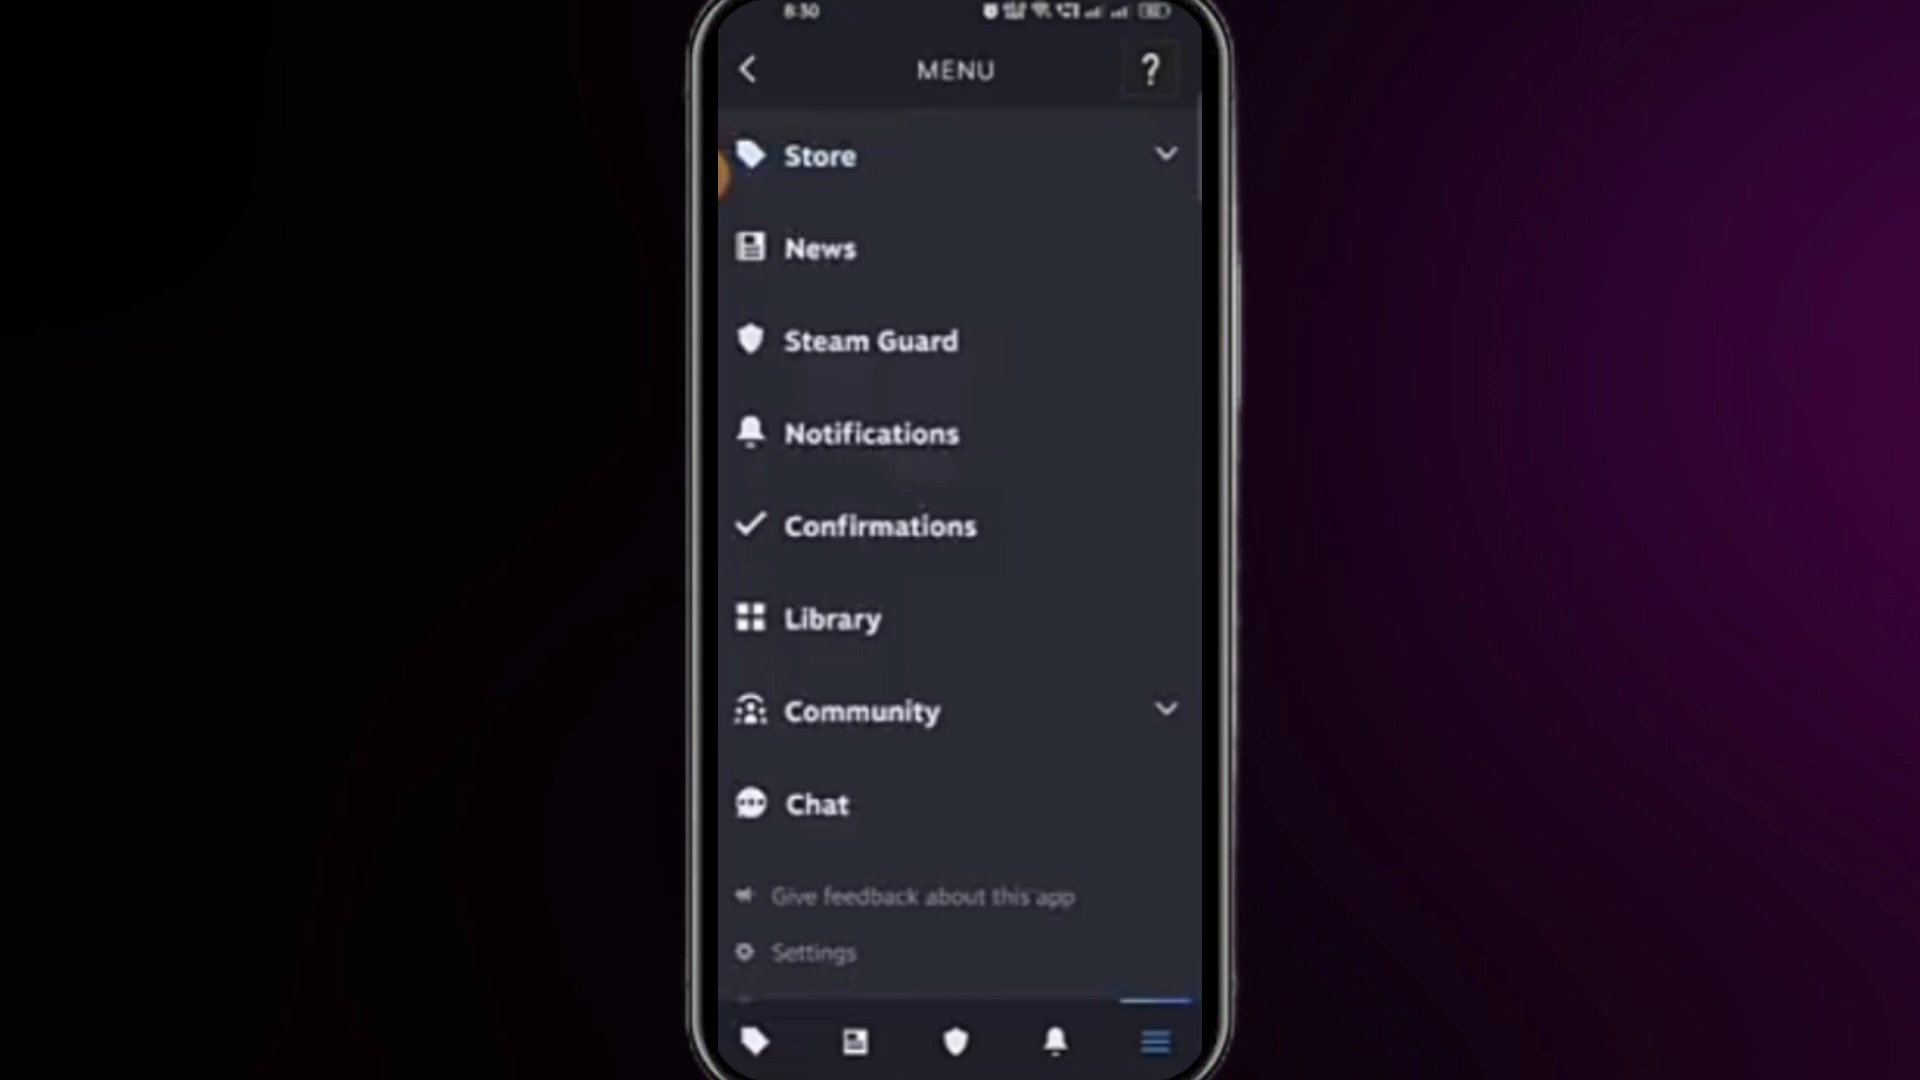 8:30
MENU
?
Store
News
Steam Guard
Notifications
Confirmations
Library
Community
Chat
Give feedback about this app
Settings